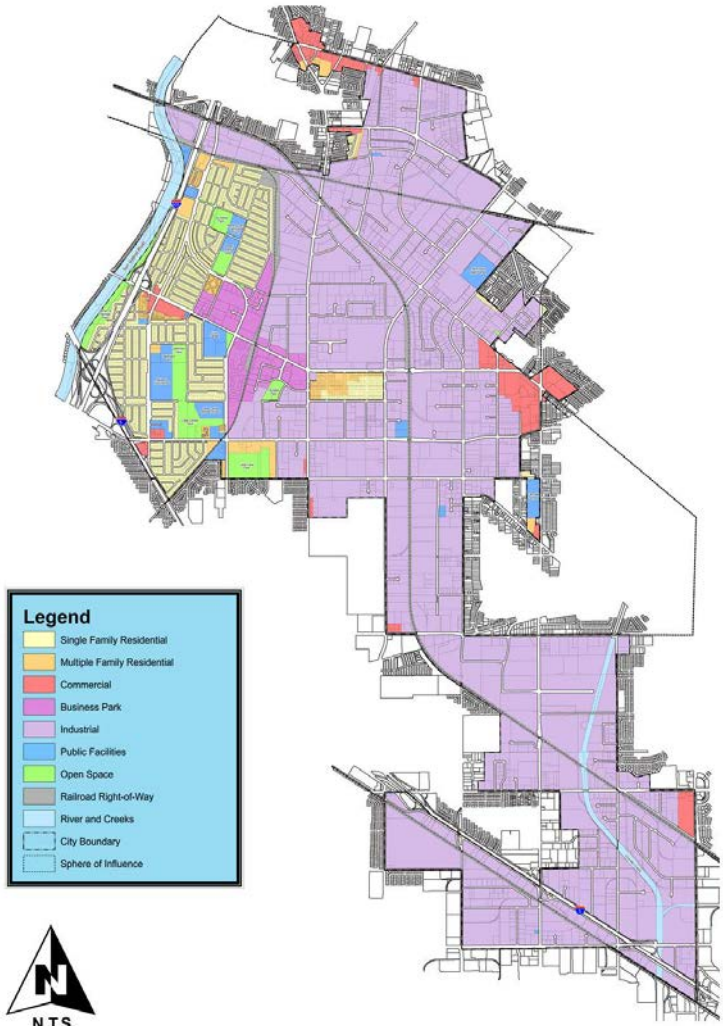 Legend
Single Family Residential
Multiple Family Residential
Commercial
Business Park
Industrial
Public Facilities
Open Space
Railroad Right-of-Way
River and Creeks
City Boundary
Sphere of Influence
N
N.T.S.